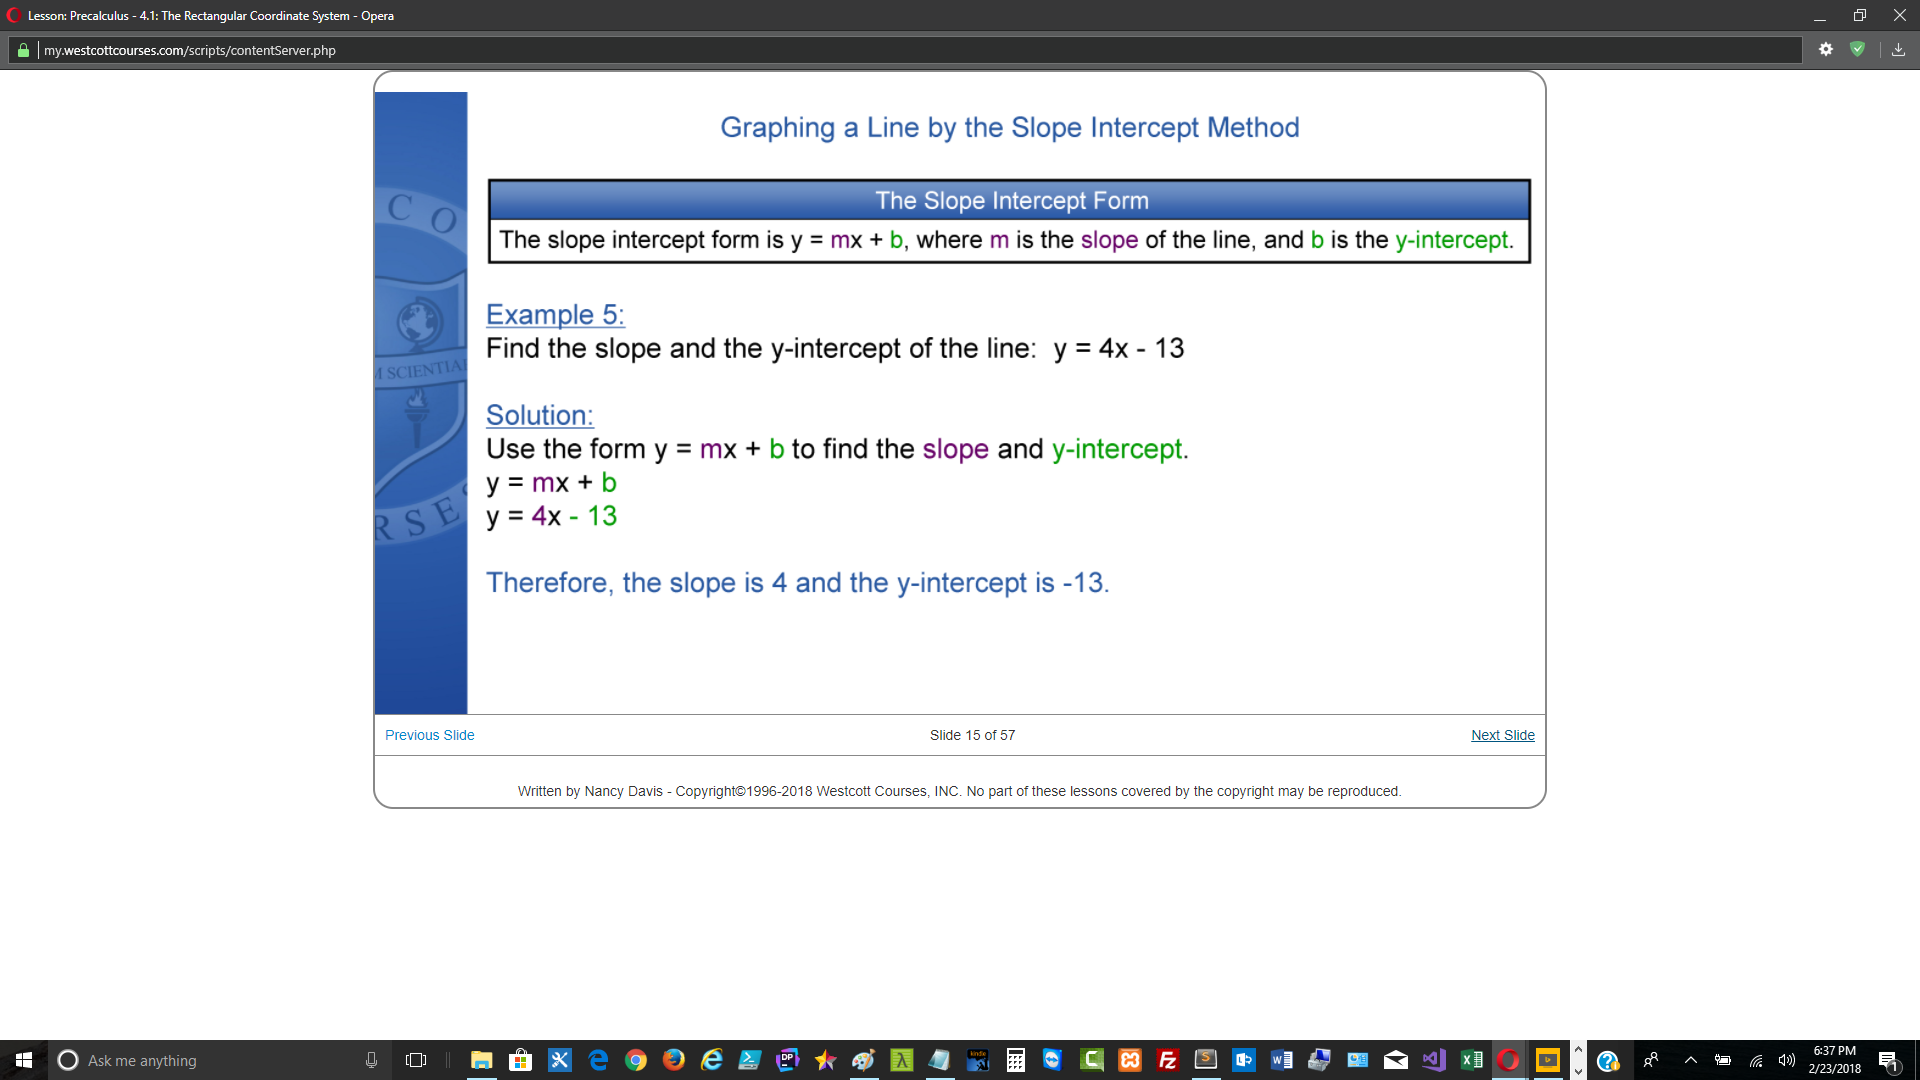 Lesson: Precalculus - 4.1: The Rectangular Coordinate System - Opera
my.westcottcourses.com/scripts/contentServer.php
Graphing a Line by the Slope Intercept Method
The Slope Intercept Form
The slope intercept form is y = mx + b, where m is the slope of the line, and b is the y-intercept.
C O
M SCIENTIA
R S E S
Example 5:
Find the slope and the y-intercept of the line: y = 4x - 13
Solution:
Use the form y = mx + b to find the slope and y-intercept.
y = mx + b
y = 4x - 13
Therefore, the slope is 4 and the y-intercept is -13.
Previous Slide
Slide 15 of 57
Next Slide
Written by Nancy Davis - Copyright©1996-2018 Westcott Courses, INC. No part of these lessons covered by the copyright may be reproduced.
Ask me anything
6:37 PM
2/23/2018
1